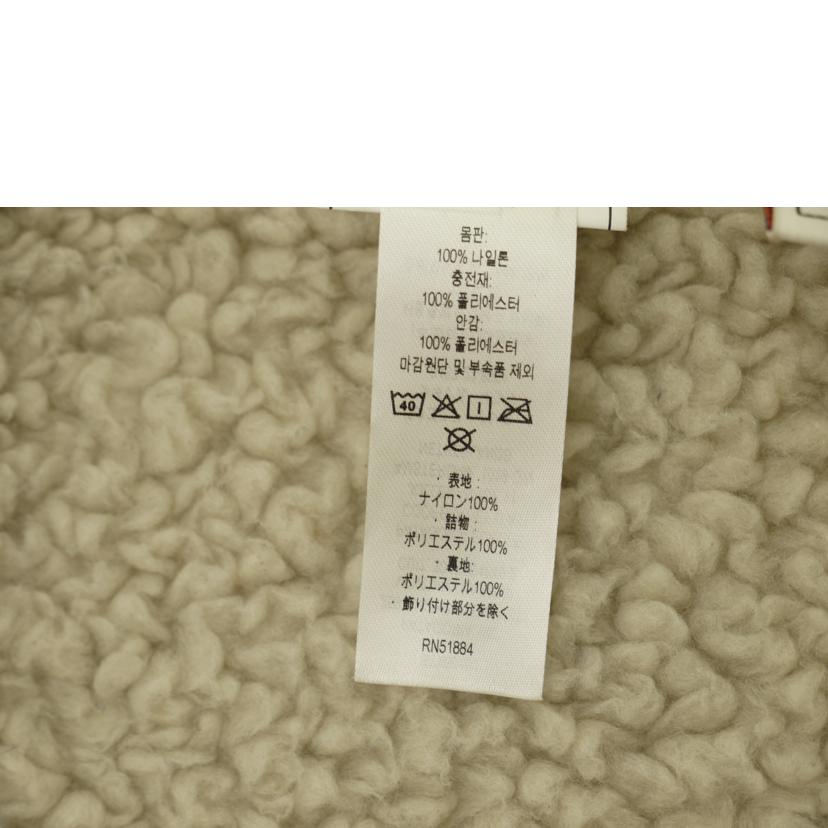 몸판:
100% 나일론
충전재:
100% 폴리에스터
안감:
100% 폴리에스터
마감원단 및 부속품 제외
40
・表地 :
ナイロン100%
・詰物 :
ポリエステル100%
・裏地:
ポリエステル100%
・飾り付け部分を除く
RN51884